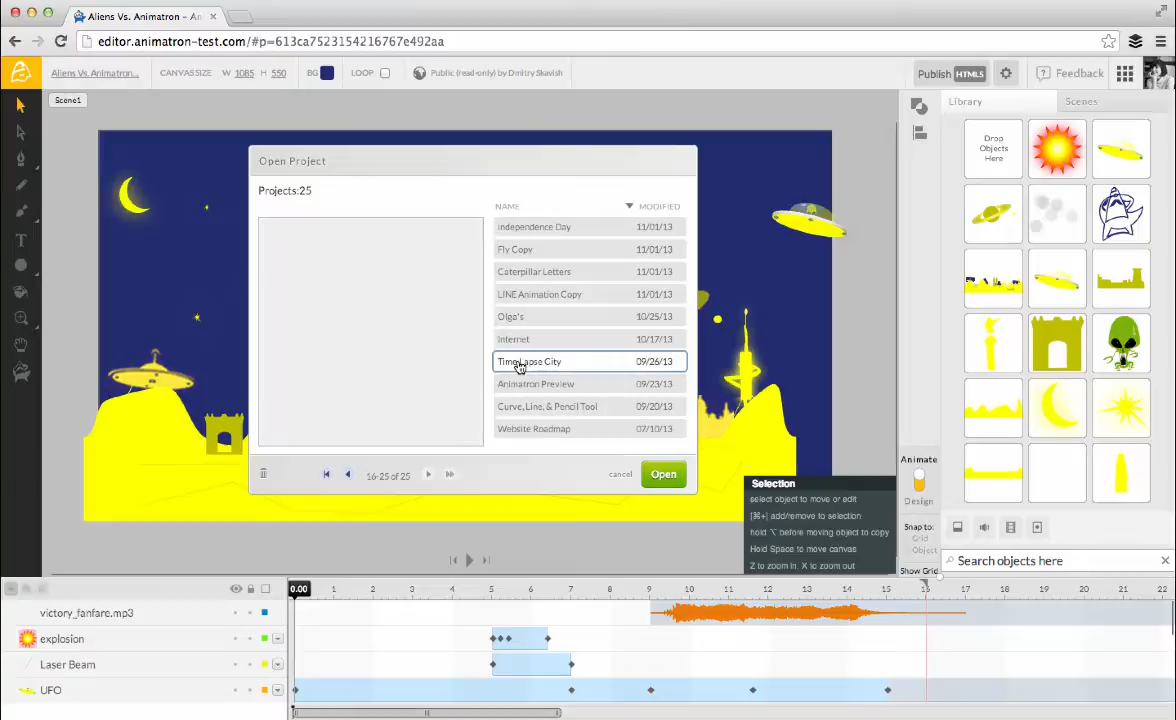 Aliens Vs. Animatron - An
editor.animatron-test.com/#p=613ca7523154216767e492aa
Aliens Vs. Animatron... CANVAS SIZE W 1085 H 550 BG LOOP Public (read-only) by Dmitry Skavish Publish HTML5 Feedback
Scene1
Library Scenes
Drop
Objects
Here
Open Project
Projects:25
NAME MODIFIED
Independence Day 11/01/13
Fly Copy 11/01/13
Caterpillar Letters 11/01/13
LINE Animation Copy 11/01/13
Olga's 10/25/13
Internet 10/17/13
Time Lapse City 09/26/13
Animatron Preview 09/23/13
Curve, Line, & Pencil Tool 09/20/13
Website Roadmap 07/10/13
16-25 of 25 cancel Open
Selection
select object to move or edit
[⌘+] add/remove to selection
hold ⌥ before moving object to copy
Hold Space to move canvas
Z to zoom in, X to zoom out
Animate
Design
Snap to:
Grid
Object
Show Grid
Search objects here
0.00 1 2 3 4 5 6 7 8 9 10 11 12 13 14 15 16 17 18 19 20 21 22
victory_fanfare.mp3
explosion
Laser Beam
UFO